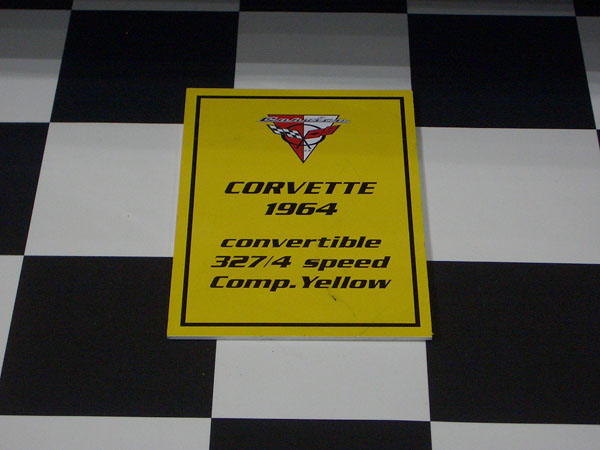 CORVETTE
1964
convertible
327/4 speed
Comp.Yellow